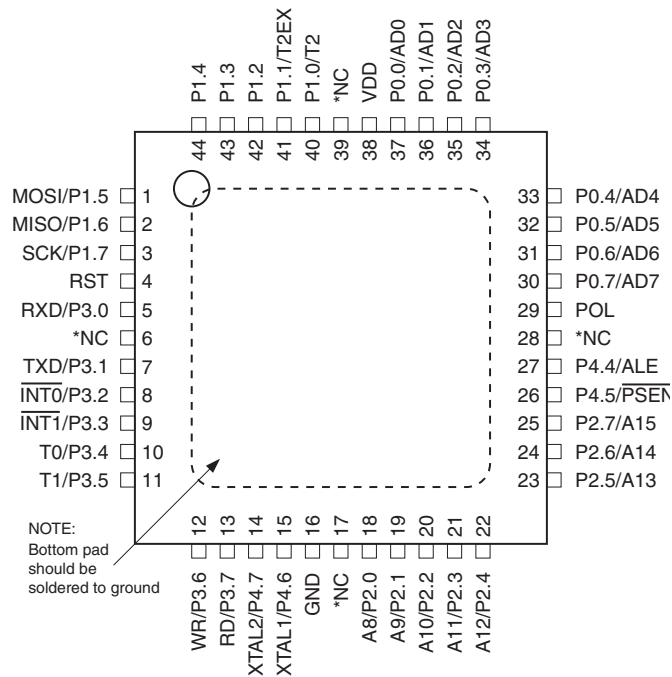 P1.4
P1.3
P1.2
P1.1/T2EX
P1.0/T2
*NC
VDD
P0.0/AD0
P0.1/AD1
P0.2/AD2
P0.3/AD3
44
43
42
41
40
39
38
37
36
35
34
MOSI/P1.5 1
MISO/P1.6 2
SCK/P1.7 3
RST 4
RXD/P3.0 5
*NC 6
TXD/P3.1 7
INT0/P3.2 8
INT1/P3.3 9
T0/P3.4 10
T1/P3.5 11
33 P0.4/AD4
32 P0.5/AD5
31 P0.6/AD6
30 P0.7/AD7
29 POL
28 *NC
27 P4.4/ALE
26 P4.5/PSEN
25 P2.7/A15
24 P2.6/A14
23 P2.5/A13
12
13
14
15
16
17
18
19
20
21
22
WR/P3.6
RD/P3.7
XTAL2/P4.7
XTAL1/P4.6
GND
*NC
A8/P2.0
A9/P2.1
A10/P2.2
A11/P2.3
A12/P2.4
NOTE:
Bottom pad
should be
soldered to ground